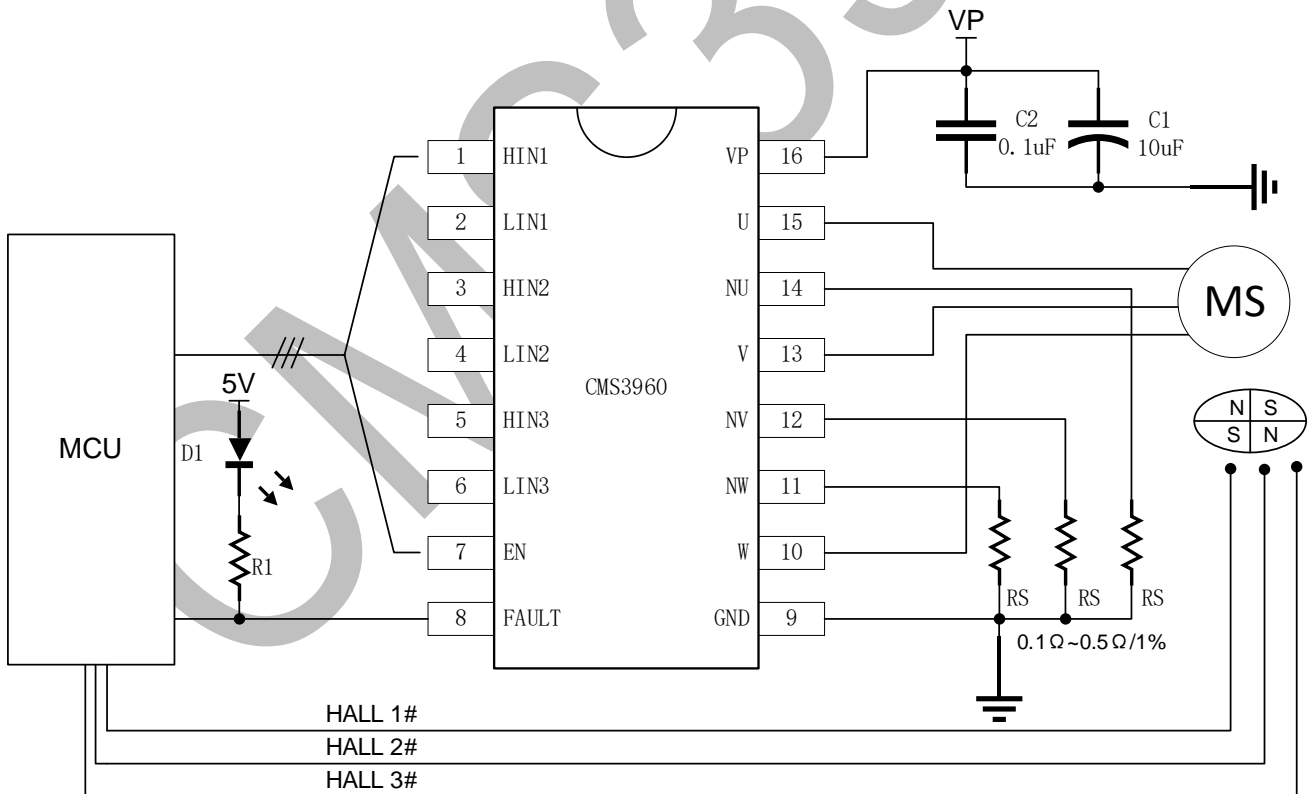 VP
C2
0.1uF
C1
10uF
1 HIN1
VP 16
2 LIN1
U 15
3 HIN2
NU 14
MS
4 LIN2
V 13
5V
CMS3960
MCU
D1
5 HIN3
NV 12
N S
S N
6 LIN3
NW 11
R1
7 EN
W 10
RS RS RS
8 FAULT
GND 9
0.1Ω~0.5Ω/1%
HALL 1#
HALL 2#
HALL 3#